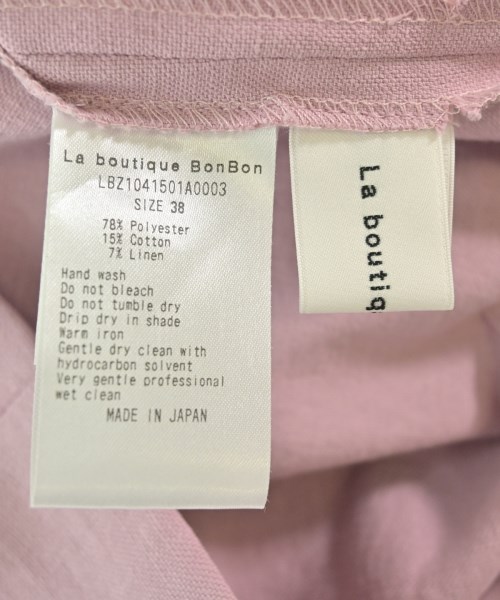 La boutique BonBon
LBZ1041501A0003
SIZE 38
78% Polyester
15% Cotton
7% Linen
Hand wash
Do not bleach
Do not tumble dry
Drip dry in shade
Warm iron
Gentle dry clean with
hydrocarbon solvent
Very gentle professional
wet clean
MADE IN JAPAN
La boutiq